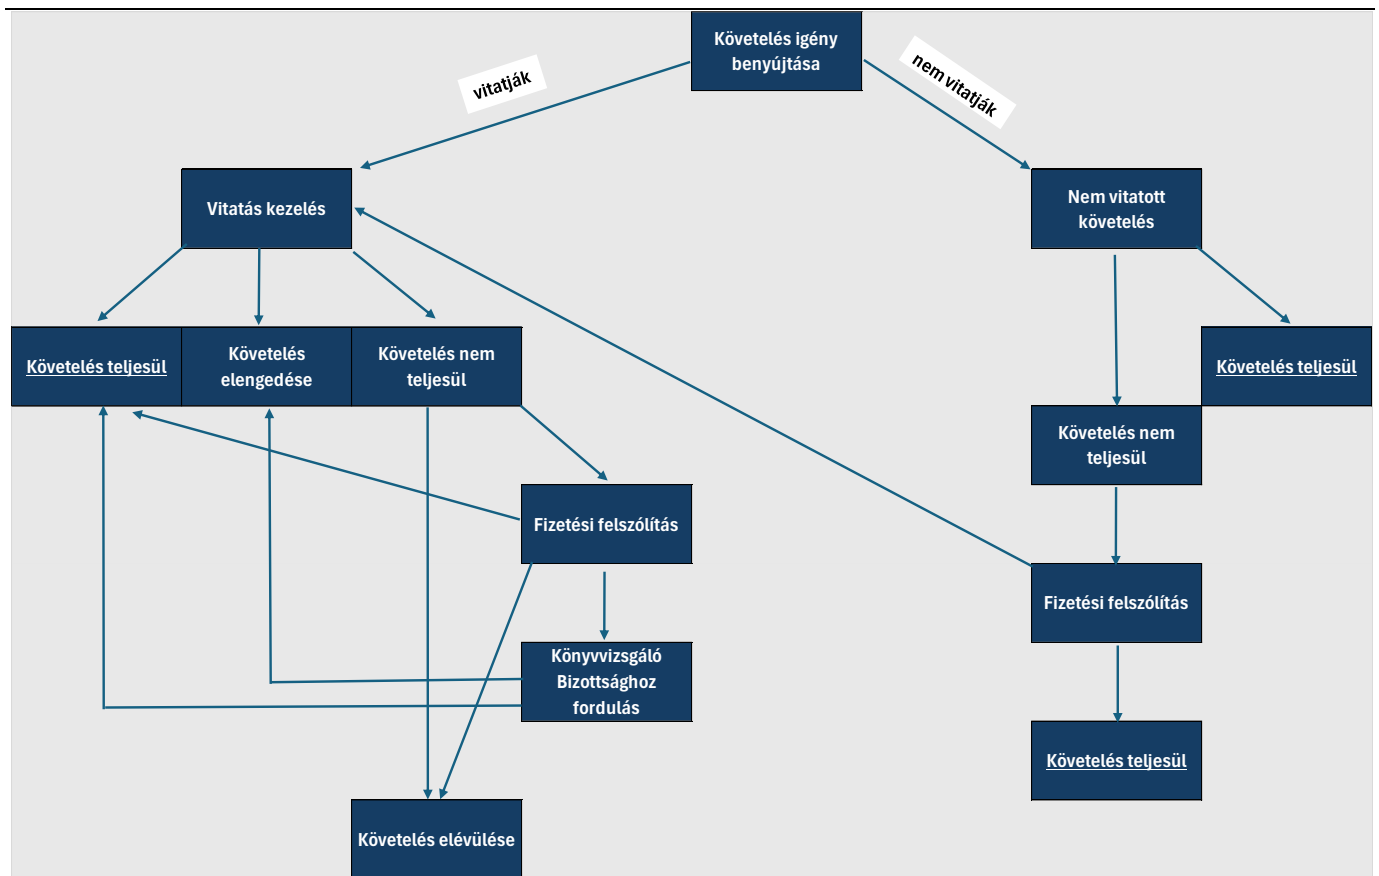 Követelés igény
benyújtása
vitatják
nem vitatják
Vitatás kezelés
Nem vitatott
követelés
Követelés teljesül
Követelés
elengedése
Követelés nem
teljesül
Követelés teljesül
Követelés nem
teljesül
Fizetési felszólítás
Fizetési felszólítás
Könyvvizsgáló
Bizottsághoz
fordulás
Követelés teljesül
Követelés elévülése